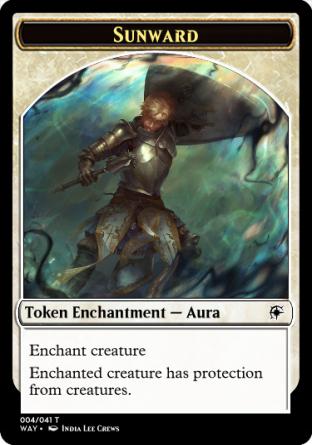 SUNWARD
Token Enchantment — Aura
Enchant creature
Enchanted creature has protection
from creatures.
004/041 T
WAY • INDIA LEE CREWS